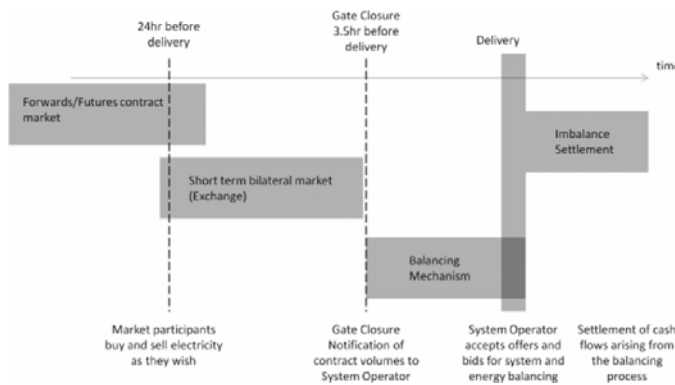 24hr before
delivery
Gate Closure
3.5hr before
delivery
Delivery
time
Forwards/Futures contract
market
Imbalance
Settlement
Short term bilateral market
(Exchange)
Balancing
Mechanism
Market participants
buy and sell electricity
as they wish
Gate Closure
Notification of
contract volumes to
System Operator
System Operator
accepts offers and
bids for system and
energy balancing
Settlement of cash
flows arising from
the balancing
process